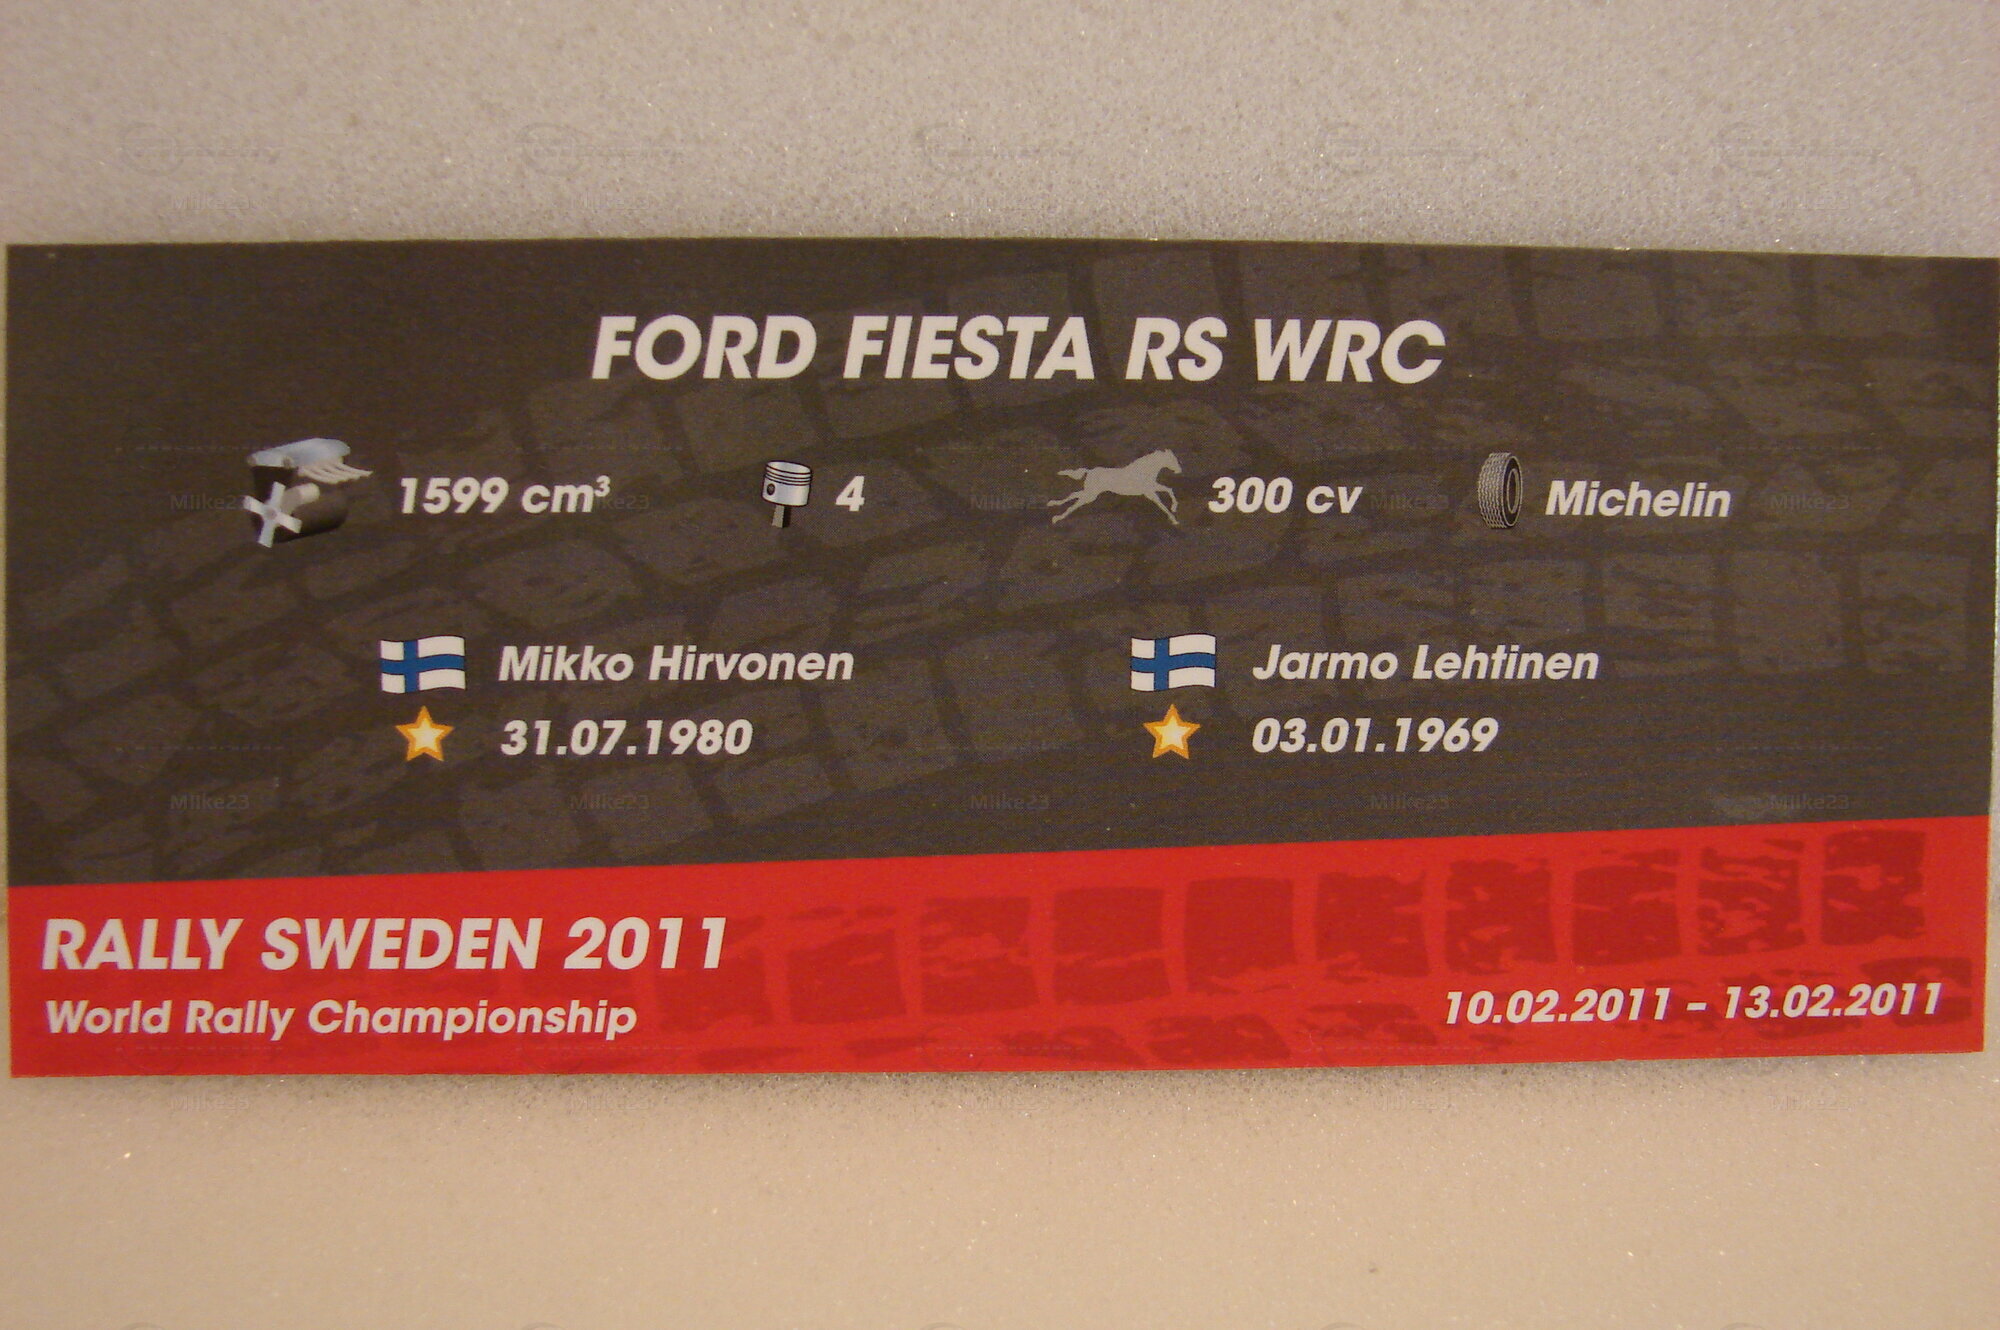 FORD FIESTA RS WRC
1599 cm³ 4 300 cv Michelin
Mikko Hirvonen Jarmo Lehtinen
31.07.1980 03.01.1969
RALLY SWEDEN 2011
World Rally Championship 10.02.2011 - 13.02.2011
MIike23